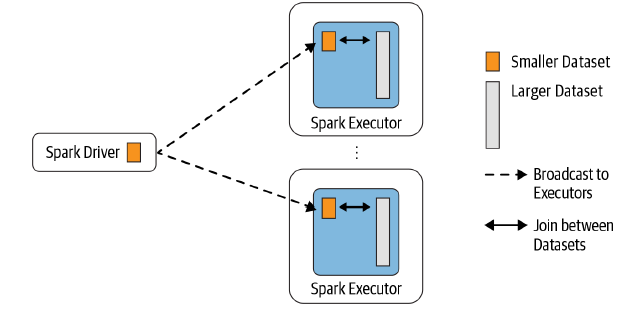 Spark Driver
Spark Executor
⋮
Spark Executor
Smaller Dataset
Larger Dataset
Broadcast to
Executors
Join between
Datasets